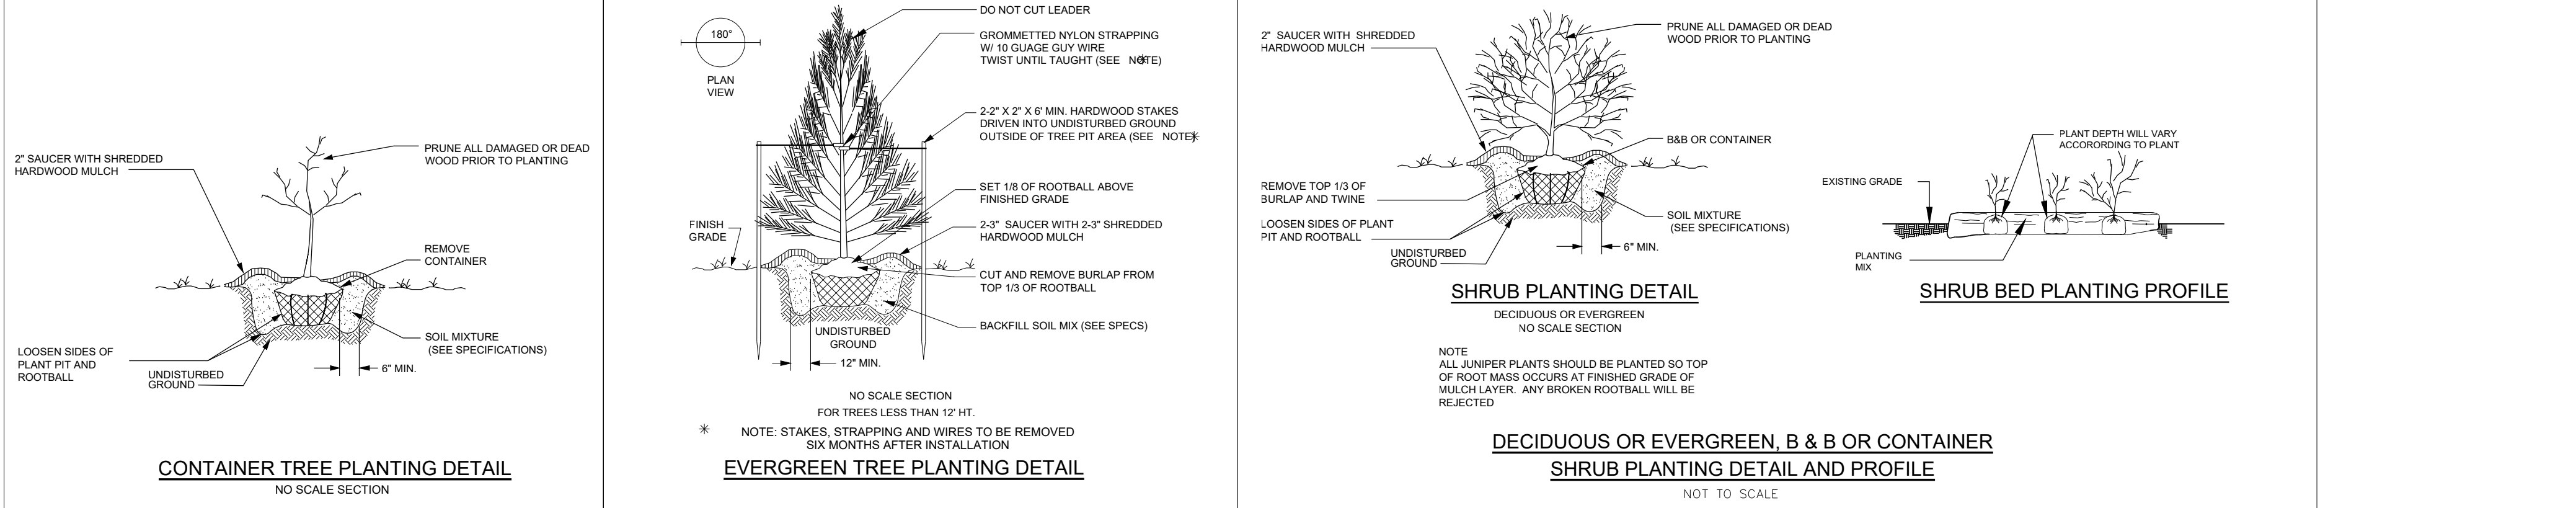 2" SAUCER WITH SHREDDED
HARDWOOD MULCH
PRUNE ALL DAMAGED OR DEAD
WOOD PRIOR TO PLANTING
REMOVE
CONTAINER
SOIL MIXTURE
(SEE SPECIFICATIONS)
LOOSEN SIDES OF
PLANT PIT AND
ROOTBALL
UNDISTURBED
GROUND
6" MIN.
CONTAINER TREE PLANTING DETAIL
NO SCALE SECTION
180°
PLAN
VIEW
DO NOT CUT LEADER
GROMMETTED NYLON STRAPPING
W/ 10 GUAGE GUY WIRE
TWIST UNTIL TAUGHT (SEE NOTE)
2-2" X 2" X 6' MIN. HARDWOOD STAKES
DRIVEN INTO UNDISTURBED GROUND
OUTSIDE OF TREE PIT AREA (SEE NOTE)
SET 1/8 OF ROOTBALL ABOVE
FINISHED GRADE
FINISH
GRADE
2-3" SAUCER WITH 2-3" SHREDDED
HARDWOOD MULCH
CUT AND REMOVE BURLAP FROM
TOP 1/3 OF ROOTBALL
BACKFILL SOIL MIX (SEE SPECS)
UNDISTURBED
GROUND
12" MIN.
NO SCALE SECTION
FOR TREES LESS THAN 12' HT.
* NOTE: STAKES, STRAPPING AND WIRES TO BE REMOVED
SIX MONTHS AFTER INSTALLATION
EVERGREEN TREE PLANTING DETAIL
2" SAUCER WITH SHREDDED
HARDWOOD MULCH
PRUNE ALL DAMAGED OR DEAD
WOOD PRIOR TO PLANTING
B&B OR CONTAINER
REMOVE TOP 1/3 OF
BURLAP AND TWINE
LOOSEN SIDES OF PLANT
PIT AND ROOTBALL
SOIL MIXTURE
(SEE SPECIFICATIONS)
UNDISTURBED
GROUND
6" MIN.
SHRUB PLANTING DETAIL
DECIDUOUS OR EVERGREEN
NO SCALE SECTION
NOTE
ALL JUNIPER PLANTS SHOULD BE PLANTED SO TOP
OF ROOT MASS OCCURS AT FINISHED GRADE OF
MULCH LAYER. ANY BROKEN ROOTBALL WILL BE
REJECTED
PLANT DEPTH WILL VARY
ACCORORDING TO PLANT
EXISTING GRADE
PLANTING
MIX
SHRUB BED PLANTING PROFILE
DECIDUOUS OR EVERGREEN, B & B OR CONTAINER
SHRUB PLANTING DETAIL AND PROFILE
NOT TO SCALE